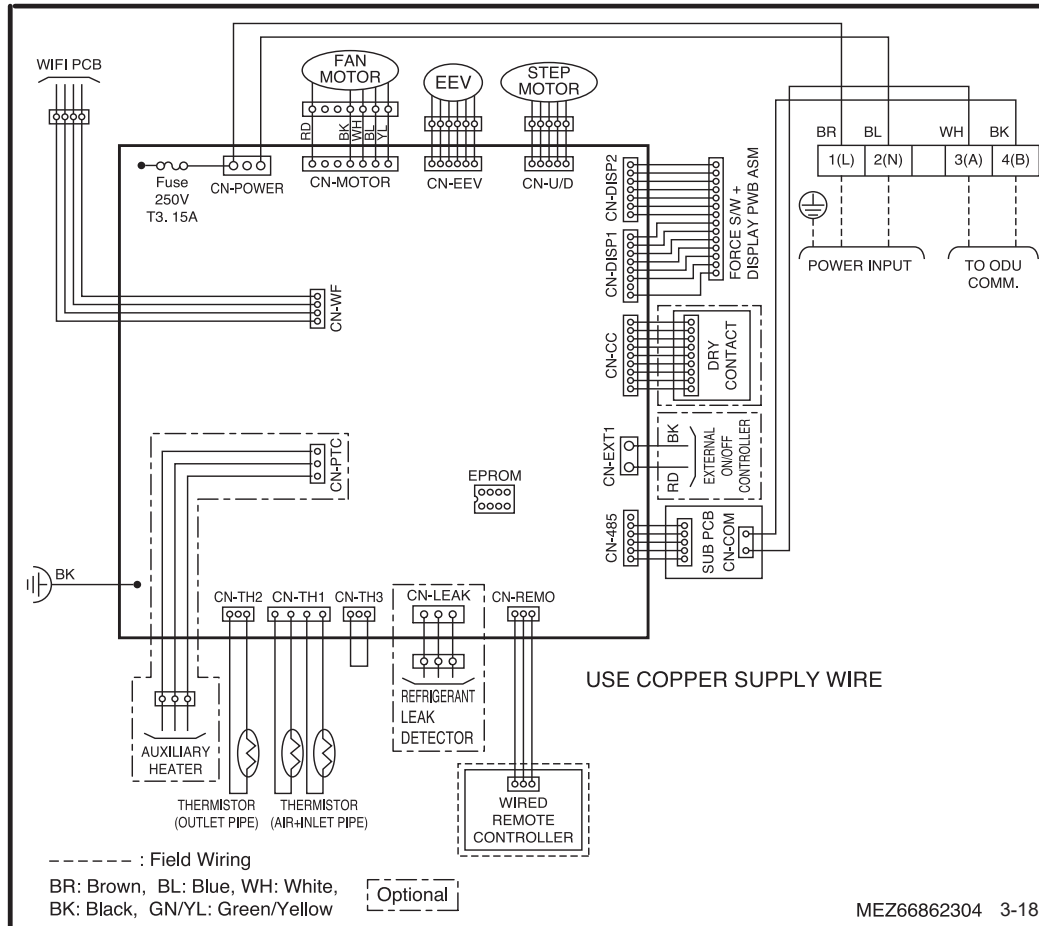 WIFI PCB
FAN
MOTOR
EEV
STEP
MOTOR
RD
BK
WH
BL
YL
BR
BL
WH
BK
1(L)
2(N)
3(A)
4(B)
Fuse
250V
T3. 15A
CN-POWER
CN-MOTOR
CN-EEV
CN-U/D
CN-DISP2
CN-DISP1
FORCE S/W +
DISPLAY PWB ASM
POWER INPUT
TO ODU
COMM.
CN-WF
CN-CC
DRY
CONTACT
CN-PTC
CN-EXT1
BK
RD
EXTERNAL
ON/OFF
CONTROLLER
EPROM
CN-485
SUB PCB
CN-COM
BK
CN-TH2
CN-TH1
CN-TH3
CN-LEAK
CN-REMO
USE COPPER SUPPLY WIRE
REFRIGERANT
LEAK
DETECTOR
AUXILIARY
HEATER
THERMISTOR
(OUTLET PIPE)
THERMISTOR
(AIR+INLET PIPE)
WIRED
REMOTE
CONTROLLER
: Field Wiring
BR: Brown, BL: Blue, WH: White,
BK: Black, GN/YL: Green/Yellow
Optional
MEZ66862304 3-18